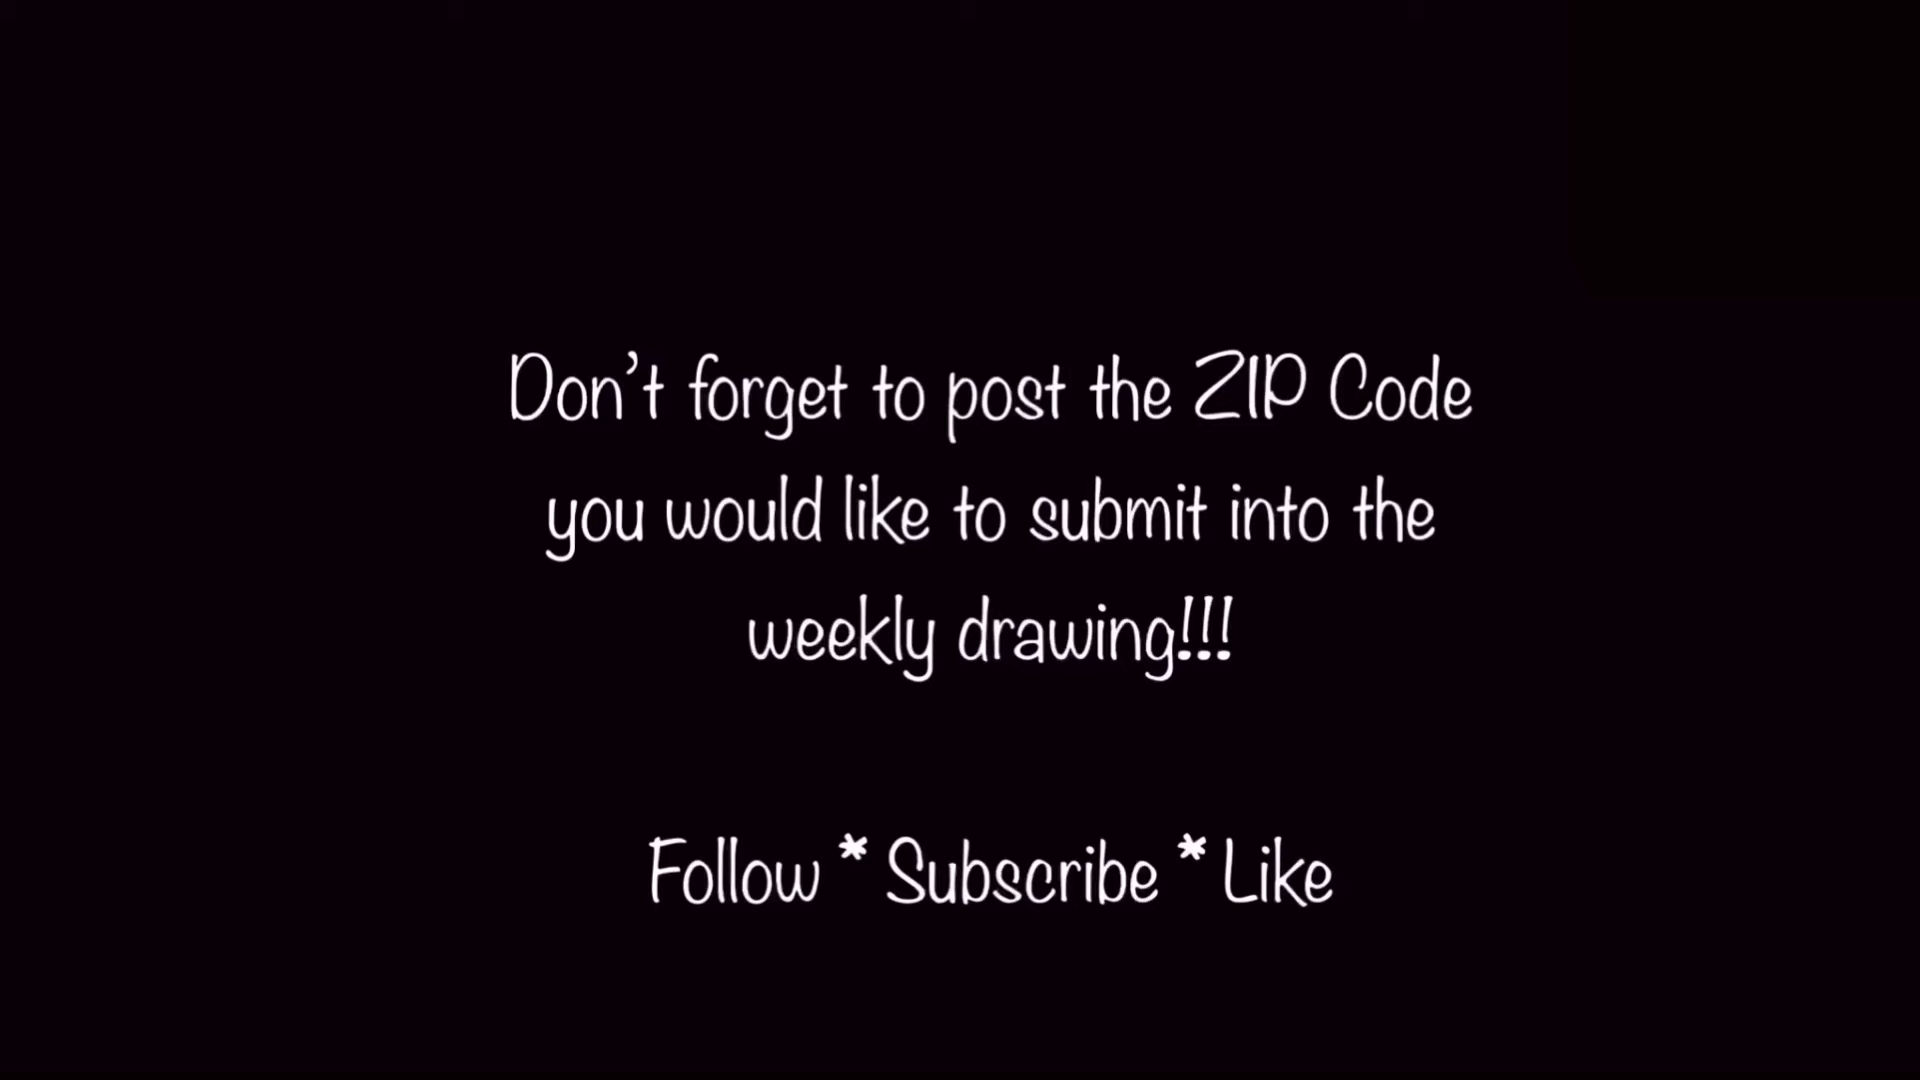 Don’t forget to post the ZIP Code
you would like to submit into the
weekly drawing!!!
Follow * Subscribe * Like